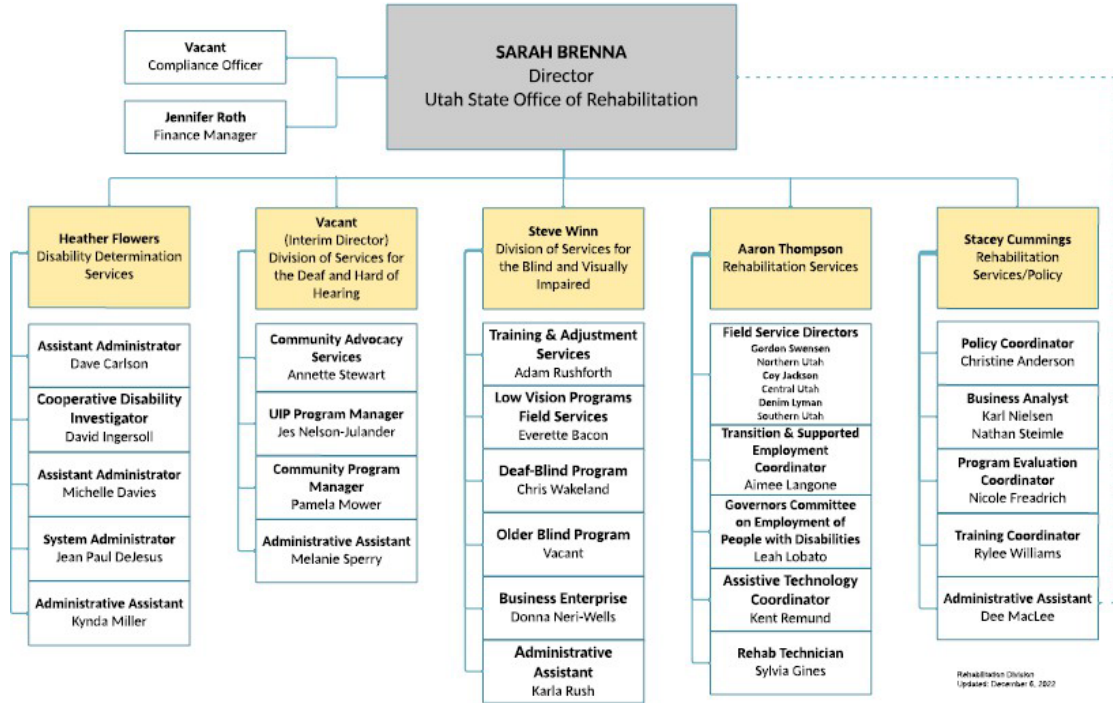 Vacant
Compliance Officer
Jennifer Roth
Finance Manager
SARAH BRENNA
Director
Utah State Office of Rehabilitation
Heather Flowers
Disability Determination
Services
Assistant Administrator
Dave Carlson
Cooperative Disability
Investigator
David Ingersoll
Assistant Administrator
Michelle Davies
System Administrator
Jean Paul DeJesus
Administrative Assistant
Kynda Miller
Vacant
(Interim Director)
Division of Services for
the Deaf and Hard of
Hearing
Community Advocacy
Services
Annette Stewart
UIP Program Manager
Jes Nelson-Julander
Community Program
Manager
Pamela Mower
Administrative Assistant
Melanie Sperry
Steve Winn
Division of Services for
the Blind and Visually
Impaired
Training & Adjustment
Services
Adam Rushforth
Low Vision Programs
Field Services
Everette Bacon
Deaf-Blind Program
Chris Wakeland
Older Blind Program
Vacant
Business Enterprise
Donna Neri-Wells
Administrative
Assistant
Karla Rush
Aaron Thompson
Rehabilitation Services
Field Service Directors
Gordon Swensen
Northern Utah
Coy Jackson
Central Utah
Denim Lyman
Southern Utah
Transition & Supported
Employment
Coordinator
Aimee Langone
Governors Committee
on Employment of
People with Disabilities
Leah Lobato
Assistive Technology
Coordinator
Kent Remund
Rehab Technician
Sylvia Gines
Stacey Cummings
Rehabilitation
Services/Policy
Policy Coordinator
Christine Anderson
Business Analyst
Karl Nielsen
Nathan Steimle
Program Evaluation
Coordinator
Nicole Freadrich
Training Coordinator
Rylee Williams
Administrative Assistant
Dee MacLee
Rehabilitation Division
Updated: December 6, 2022